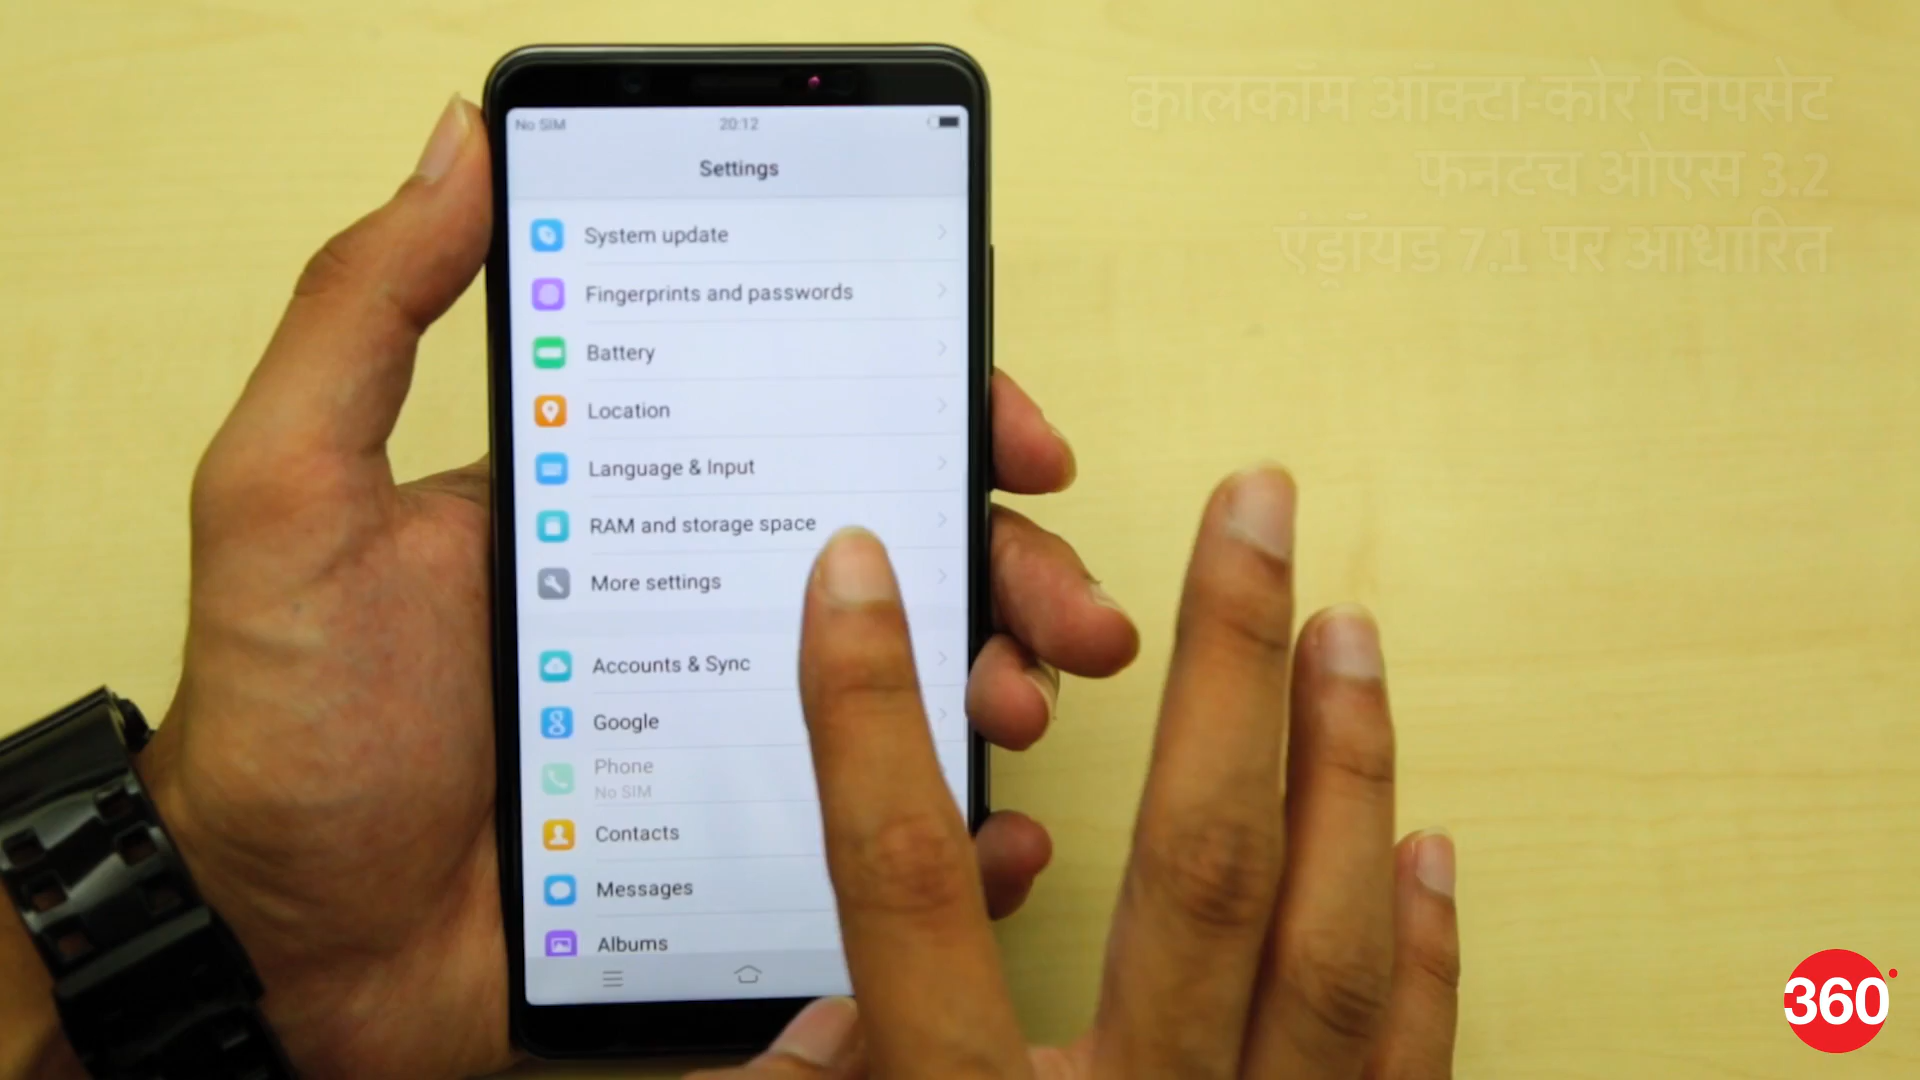 क्वालकॉम ऑक्टा-कोर चिपसेट
फनटच ओएस 3.2
एंड्रॉयड 7.1 पर आधारित
No SIM
20:12
Settings
System update
Fingerprints and passwords
Battery
Location
Language & Input
RAM and storage space
More settings
Accounts & Sync
Google
Phone
No SIM
Contacts
Messages
Albums
360